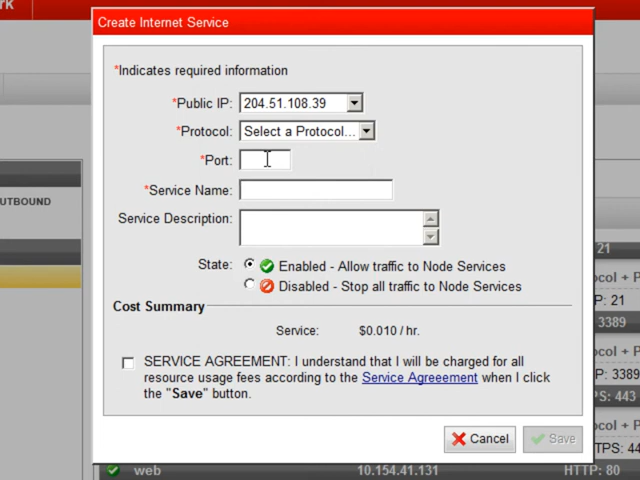 rk
Create Internet Service
*Indicates required information
*Public IP: 204.51.108.39
*Protocol: Select a Protocol...
*Port:
*Service Name:
Service Description:
State: Enabled - Allow traffic to Node Services
Disabled - Stop all traffic to Node Services
Cost Summary
Service: $0.010 / hr.
SERVICE AGREEMENT: I understand that I will be charged for all
resource usage fees according to the Service Agreeement when I click
the "Save" button.
Cancel Save
UTBOUND
21
ocol + P
P: 21
3389
ocol + P
P: 3389
PS: 443
ocol + P
TPS: 44
web 10.154.41.131 HTTP: 80